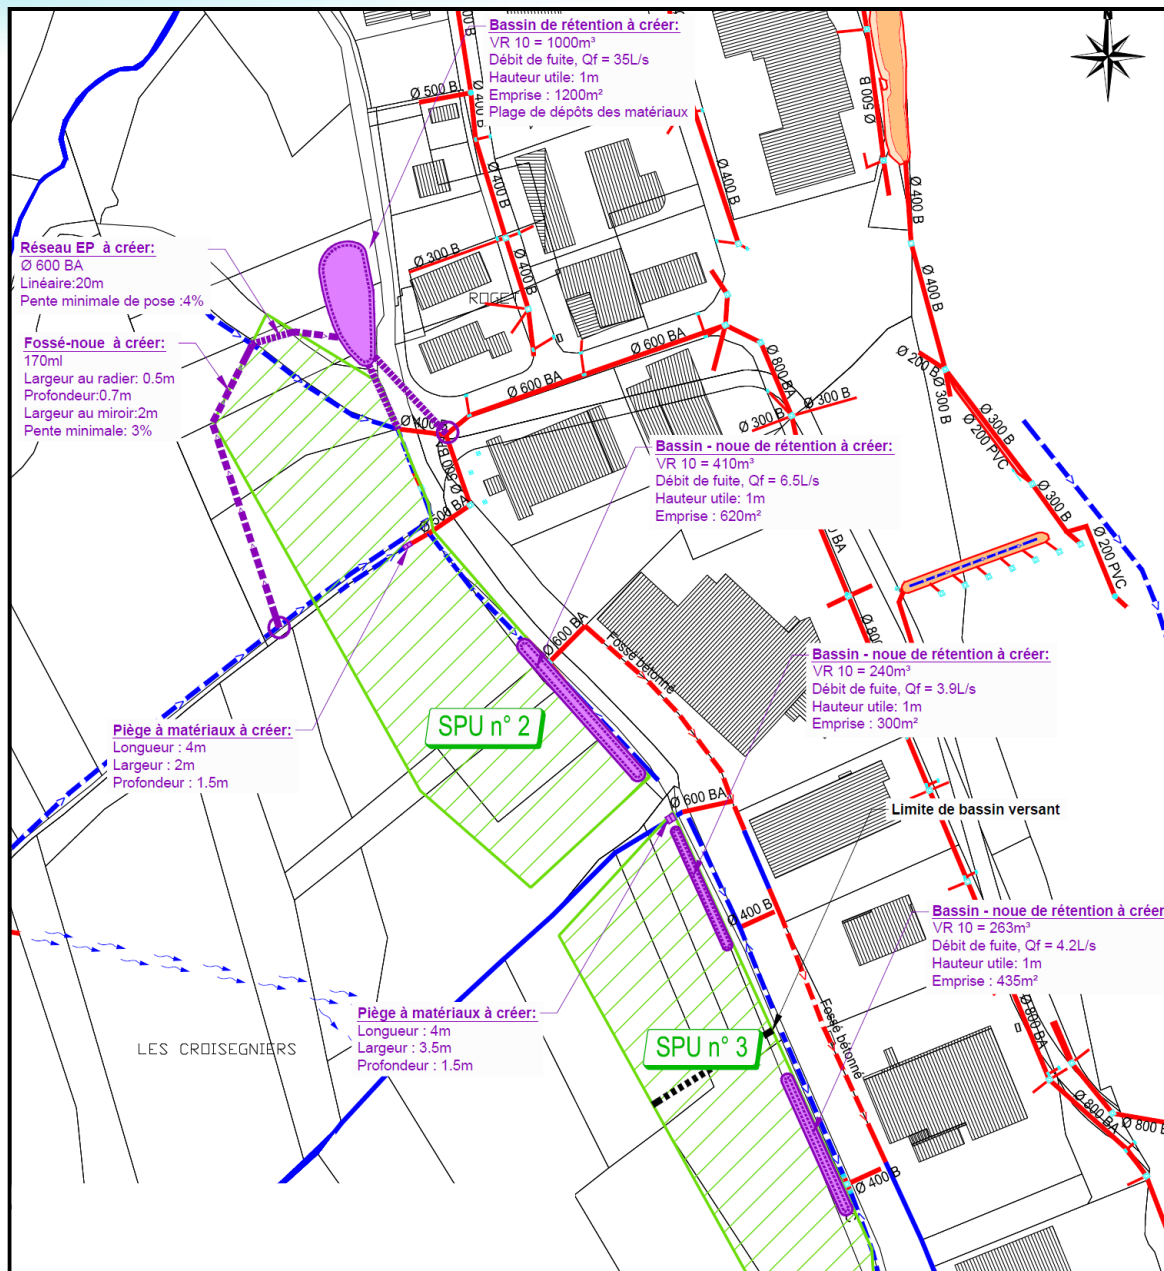 Bassin de rétention à créer:
VR 10 = 1000m³
Débit de fuite, Qf = 35L/s
Hauteur utile: 1m
Emprise : 1200m²
Plage de dépôts des matériaux
Ø 500 B
Ø 400 B
Ø 500 B
Ø 400 B
Ø 400 B
Ø 400 B
Ø 300 B
Ø 400 B
Réseau EP à créer:
Ø 600 BA
Linéaire:20m
Pente minimale de pose :4%
Fossé-noue à créer:
170ml
Largeur au radier: 0.5m
Profondeur:0.7m
Largeur au miroir:2m
Pente minimale: 3%
Ø 400 B
Ø 600 BA
Ø 600 BA
Ø 800 BA
Ø 300 B
Ø 300 B
Ø 200 B
Ø 300 B
Ø 300 B
Ø 200 PVC
Ø 300 B
Ø 200 PVC
Ø 400 B
Ø 500 BA
Ø 500 BA
Bassin - noue de rétention à créer:
VR 10 = 410m³
Débit de fuite, Qf = 6.5L/s
Hauteur utile: 1m
Emprise : 620m²
Ø 600 BA
Fossé bétonné
Bassin - noue de rétention à créer:
VR 10 = 240m³
Débit de fuite, Qf = 3.9L/s
Hauteur utile: 1m
Emprise : 300m²
SPU n° 2
Piège à matériaux à créer:
Longueur : 4m
Largeur : 2m
Profondeur : 1.5m
Ø 600 BA
Limite de bassin versant
Ø 400 B
Bassin - noue de rétention à créer
VR 10 = 263m³
Débit de fuite, Qf = 4.2L/s
Hauteur utile: 1m
Emprise : 435m²
Piège à matériaux à créer:
Longueur : 4m
Largeur : 3.5m
Profondeur : 1.5m
LES CROISEGNIERS
SPU n° 3
Fossé bétonné
Ø 800 BA
Ø 800 BA
Ø 800 B
Ø 400 B